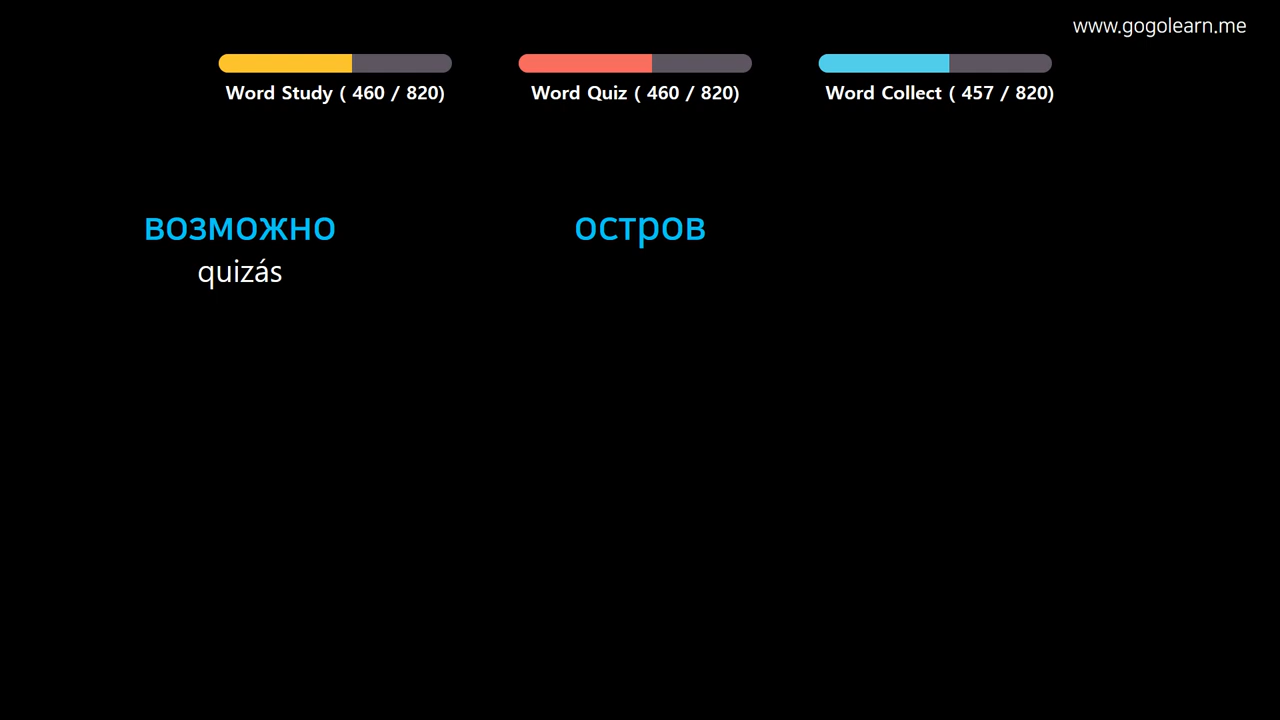 www.gogolearn.me
Word Study ( 460 / 820)
Word Quiz ( 460 / 820)
Word Collect ( 457 / 820)
возможно
quizás
остров